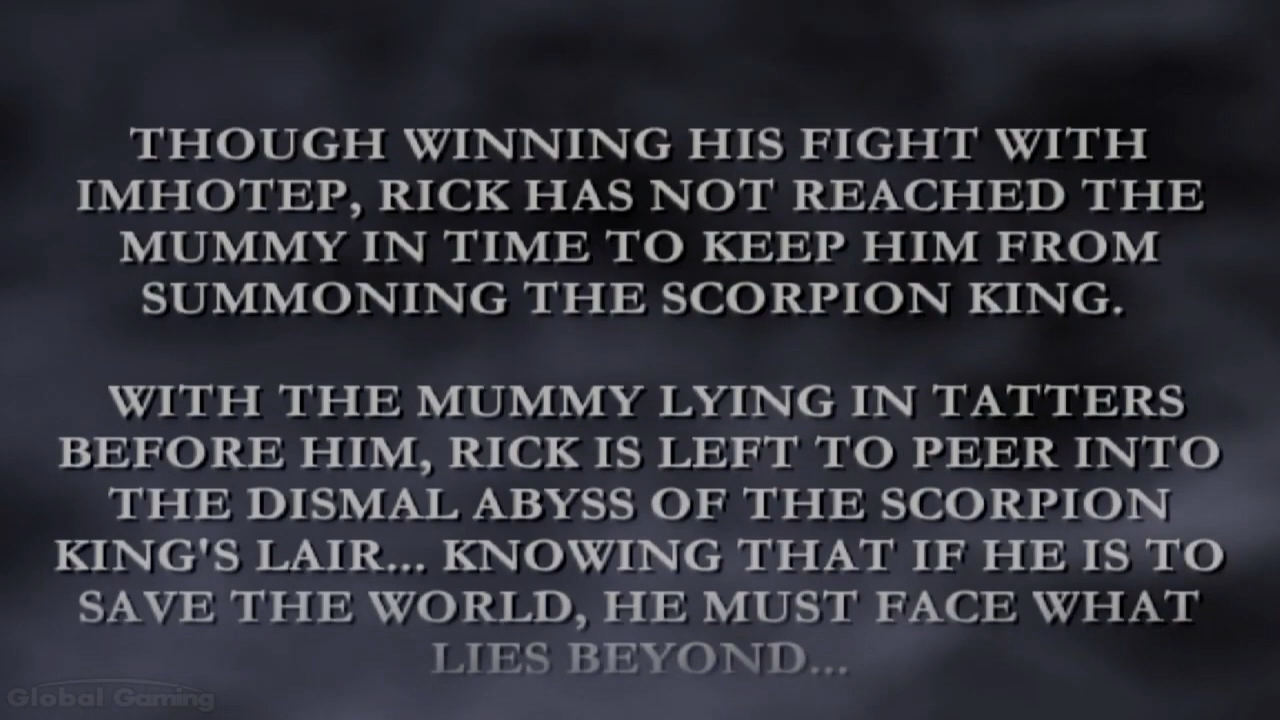 THOUGH WINNING HIS FIGHT WITH
IMHOTEP, RICK HAS NOT REACHED THE
MUMMY IN TIME TO KEEP HIM FROM
SUMMONING THE SCORPION KING.
WITH THE MUMMY LYING IN TATTERS
BEFORE HIM, RICK IS LEFT TO PEER INTO
THE DISMAL ABYSS OF THE SCORPION
KING'S LAIR... KNOWING THAT IF HE IS TO
SAVE THE WORLD, HE MUST FACE WHAT
LIES BEYOND...
Global Gaming